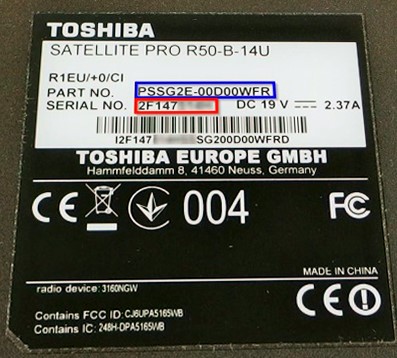 TOSHIBA
SATELLITE PRO R50-B-14U
R1EU/+0/CI
PART NO. PSSG2E-00D00WFR
SERIAL NO. 2F147 DC 19 V 2.37A
I2F147 SG200D00WFRD
TOSHIBA EUROPE GMBH
Hammfelddamm 8, 41460 Neuss, Germany
CE 004 FC
MADE IN CHINA
radio device: 3160NGW
Contains FCC ID:CJ6UPA5165WB
Contains IC:248H-DPA5165WB
CE